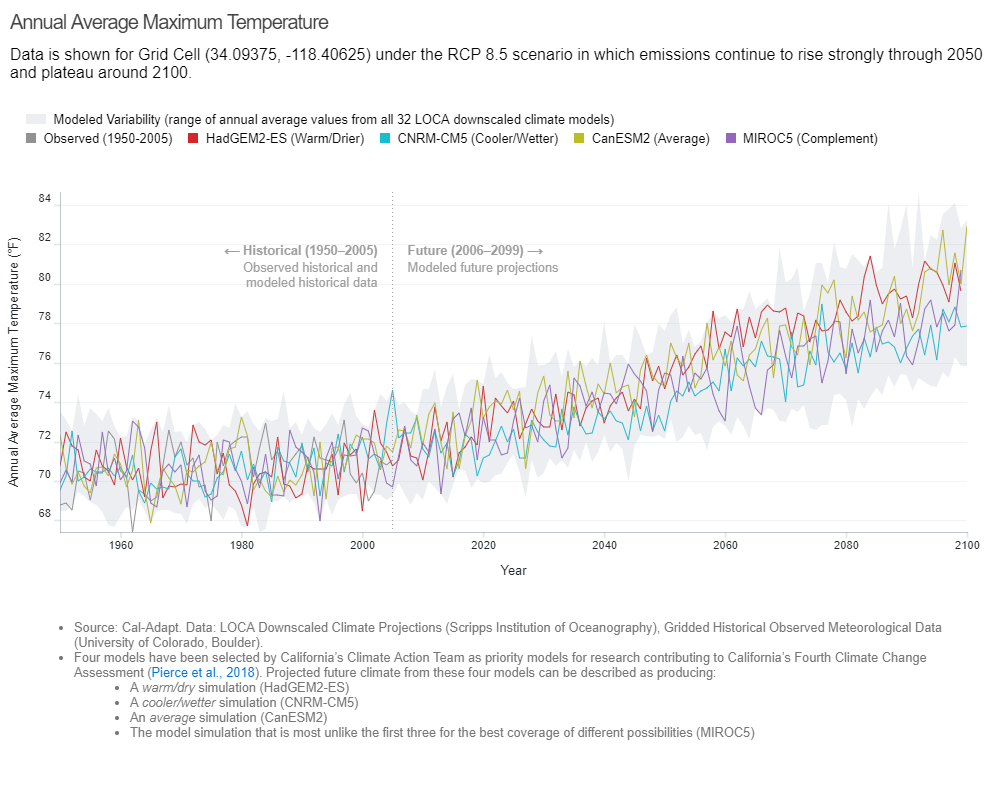 Annual Average Maximum Temperature
Data is shown for Grid Cell (34.09375, -118.40625) under the RCP 8.5 scenario in which emissions continue to rise strongly through 2050
and plateau around 2100.
Modeled Variability (range of annual average values from all 32 LOCA downscaled climate models)
Observed (1950-2005) HadGEM2-ES (Warm/Drier) CNRM-CM5 (Cooler/Wetter) CanESM2 (Average) MIROC5 (Complement)
Annual Average Maximum Temperature (°F)
84
82
80
78
76
74
72
70
68
← Historical (1950–2005)
Observed historical and
modeled historical data
Future (2006–2099) →
Modeled future projections
1960 1980 2000 2020 2040 2060 2080 2100
Year
• Source: Cal-Adapt. Data: LOCA Downscaled Climate Projections (Scripps Institution of Oceanography), Gridded Historical Observed Meteorological Data
(University of Colorado, Boulder).
• Four models have been selected by California’s Climate Action Team as priority models for research contributing to California’s Fourth Climate Change
Assessment (Pierce et al., 2018). Projected future climate from these four models can be described as producing:
• A warm/dry simulation (HadGEM2-ES)
• A cooler/wetter simulation (CNRM-CM5)
• An average simulation (CanESM2)
• The model simulation that is most unlike the first three for the best coverage of different possibilities (MIROC5)